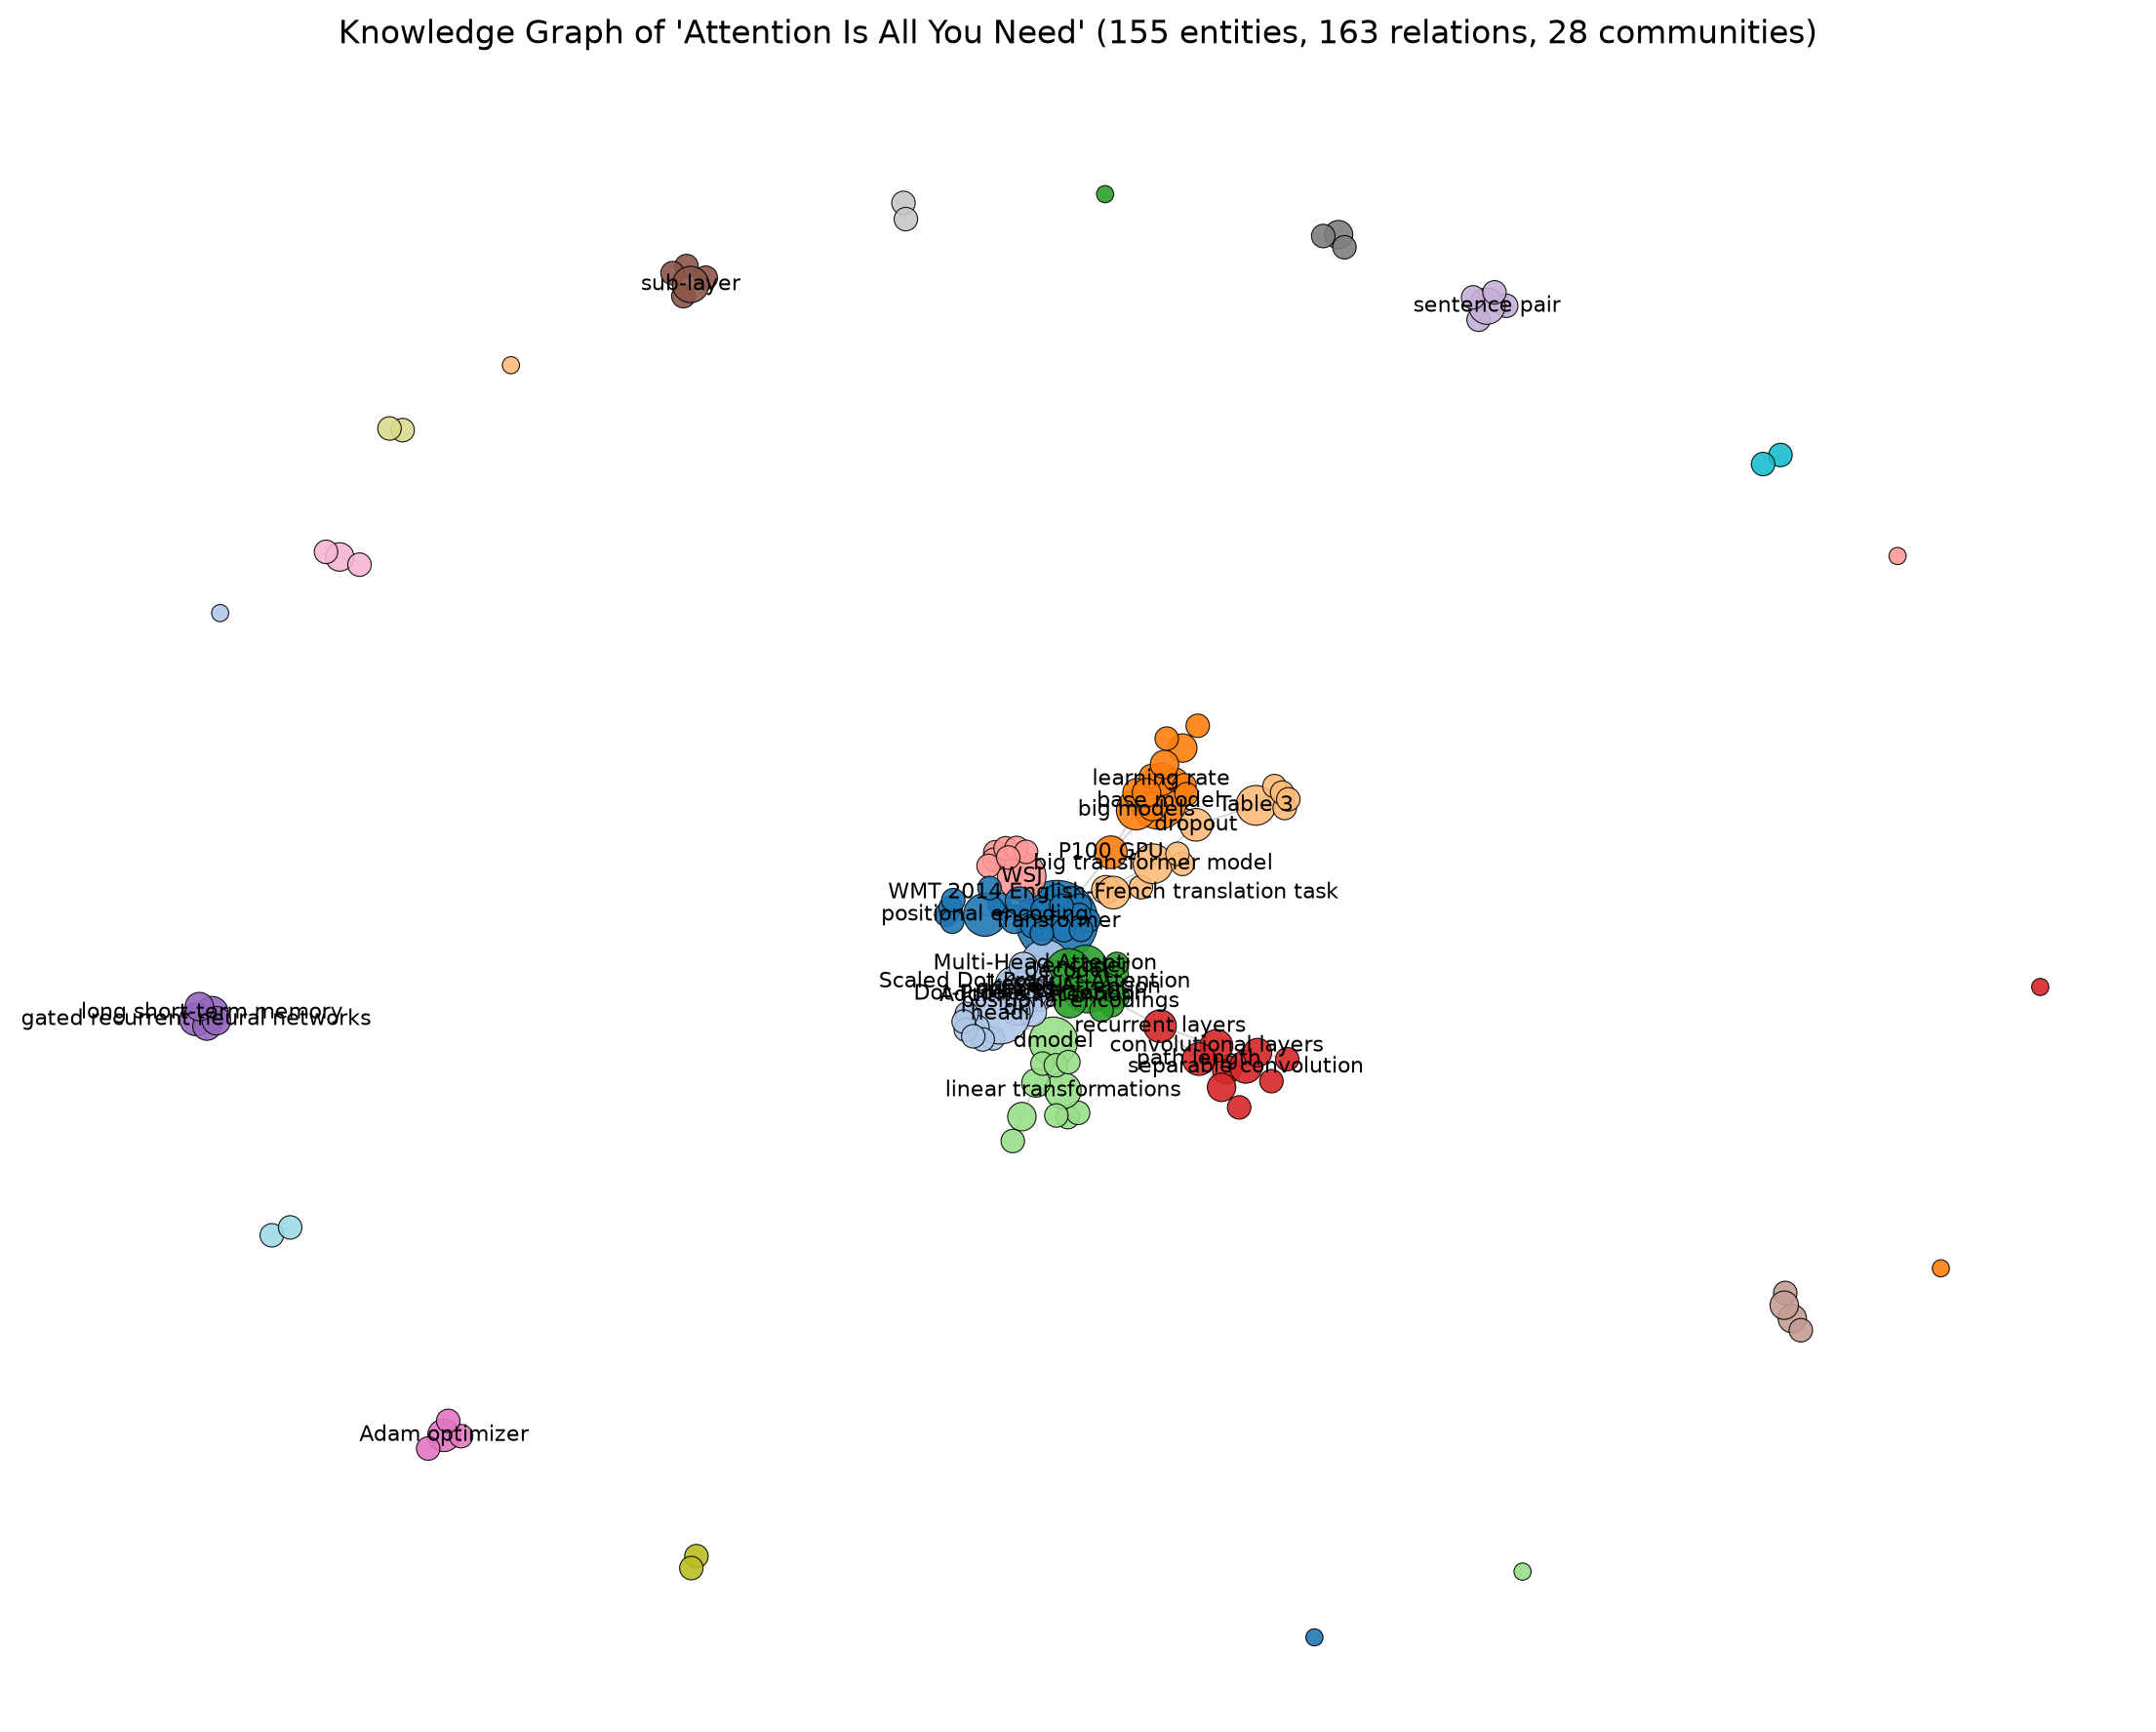 Knowledge Graph of 'Attention Is All You Need' (155 entities, 163 relations, 28 communities)
sub-layer
sentence pair
learning rate
base model
Table 3
big models
dropout
P100 GPU
big transformer model
WSJ
WMT 2014 English-French translation task
positional encoding
Transformer
Multi-Head Attention
encoder
decoder
Scaled Dot-Product Attention
positional encodings
long short-term memory
headi
gated recurrent neural networks
recurrent layers
dmodel
convolutional layers
path length
separable convolution
linear transformations
Adam optimizer